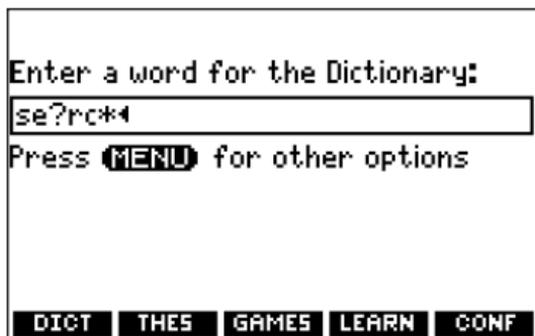 Enter a word for the Dictionary:
se?rc*
Press MENU for other options
DICT THES GAMES LEARN CONF